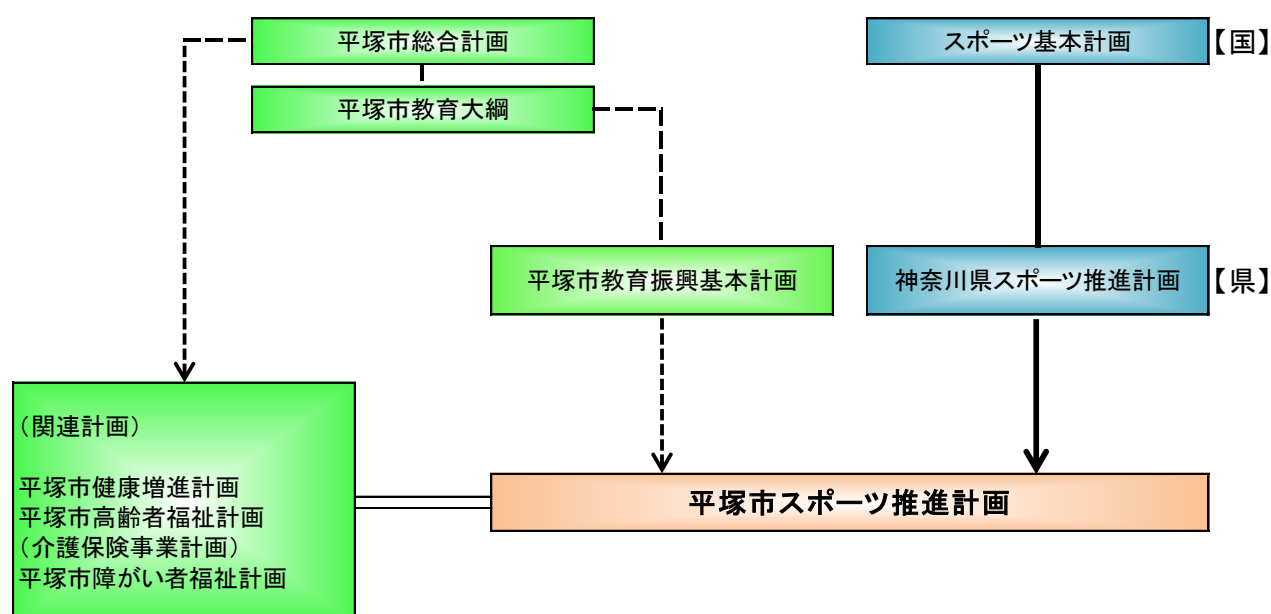 平塚市総合計画
スポーツ基本計画
【国】
平塚市教育大綱
平塚市教育振興基本計画
神奈川県スポーツ推進計画
【県】
(関連計画)
平塚市健康増進計画
平塚市高齢者福祉計画
(介護保険事業計画)
平塚市障がい者福祉計画
平塚市スポーツ推進計画